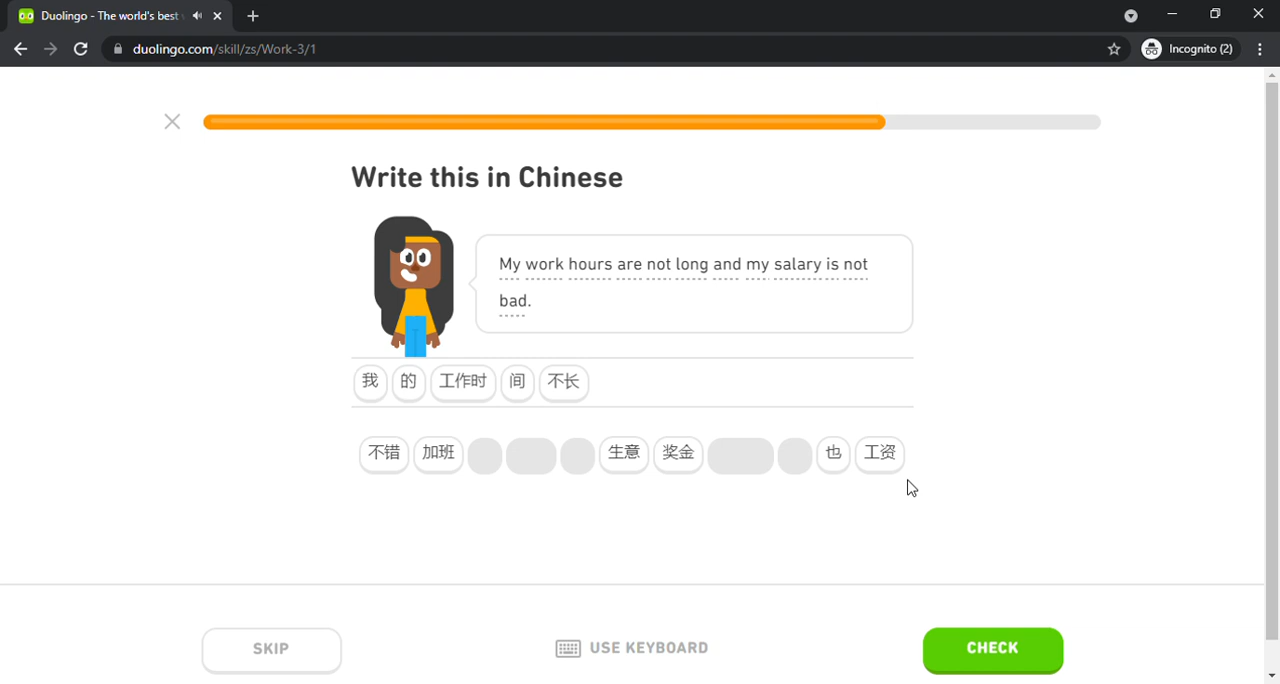 Duolingo - The world's best
duolingo.com/skill/zs/Work-3/1
Incognito (2)
Write this in Chinese
My work hours are not long and my salary is not
bad.
我 的 工作时 间 不长
不错 加班 生意 奖金 也 工资
SKIP
USE KEYBOARD
CHECK